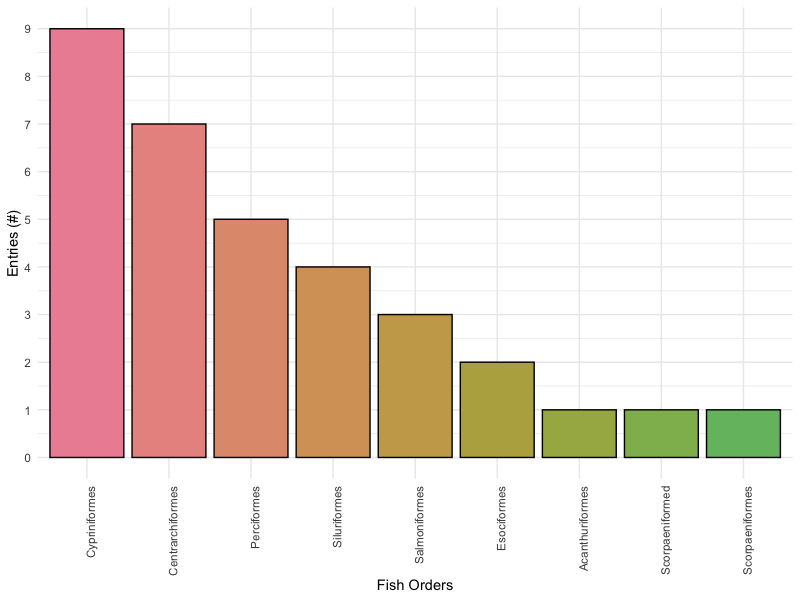 9
8
7
6
5
4
3
2
1
0
Entries (#)
Cypriniformes
Centrarchiformes
Perciformes
Siluriformes
Salmoniformes
Esociformes
Acanthuriformes
Scorpaeniformed
Scorpaeniformes
Fish Orders